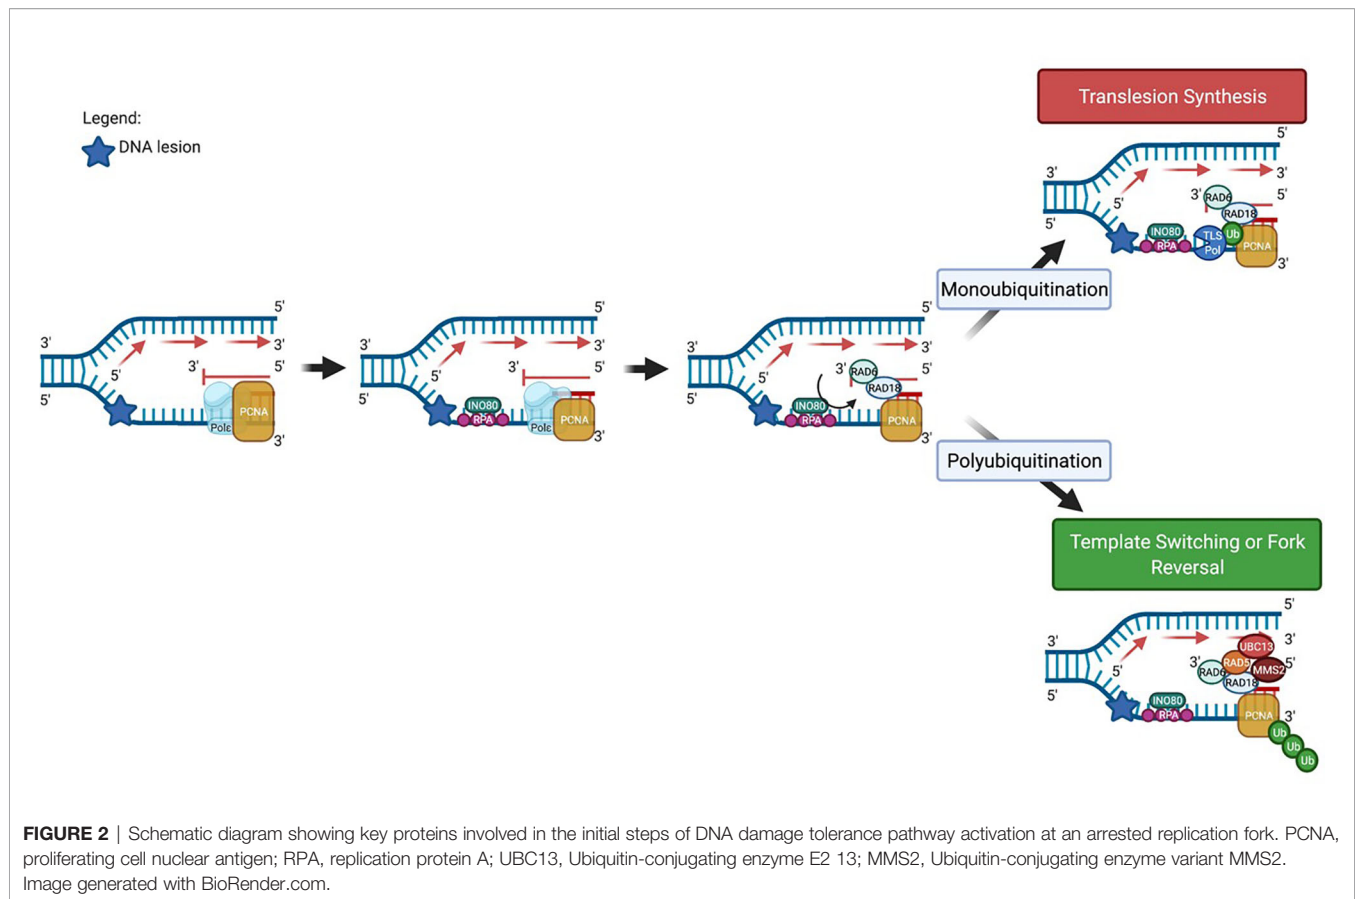 Legend:
DNA lesion
3'
5'
5'
3'
5'
3'
5'
3'
Polε
PCNA
3'
5'
5'
3'
5'
3'
5'
3'
INO80
RPA
Polε
PCNA
3'
5'
5'
3'
5'
3'
5'
3'
RAD6
RAD18
INO80
RPA
PCNA
Monoubiquitination
Polyubiquitination
Translesion Synthesis
3'
5'
5'
3'
5'
3'
5'
3'
RAD6
RAD18
INO80
RPA
TLS
Pol
Ub
PCNA
Template Switching or Fork
Reversal
3'
5'
5'
3'
5'
3'
5'
3'
UBC13
RAD5
MMS2
RAD6
RAD18
INO80
RPA
PCNA
Ub
Ub
Ub
FIGURE 2 | Schematic diagram showing key proteins involved in the initial steps of DNA damage tolerance pathway activation at an arrested replication fork. PCNA,
proliferating cell nuclear antigen; RPA, replication protein A; UBC13, Ubiquitin-conjugating enzyme E2 13; MMS2, Ubiquitin-conjugating enzyme variant MMS2.
Image generated with BioRender.com.